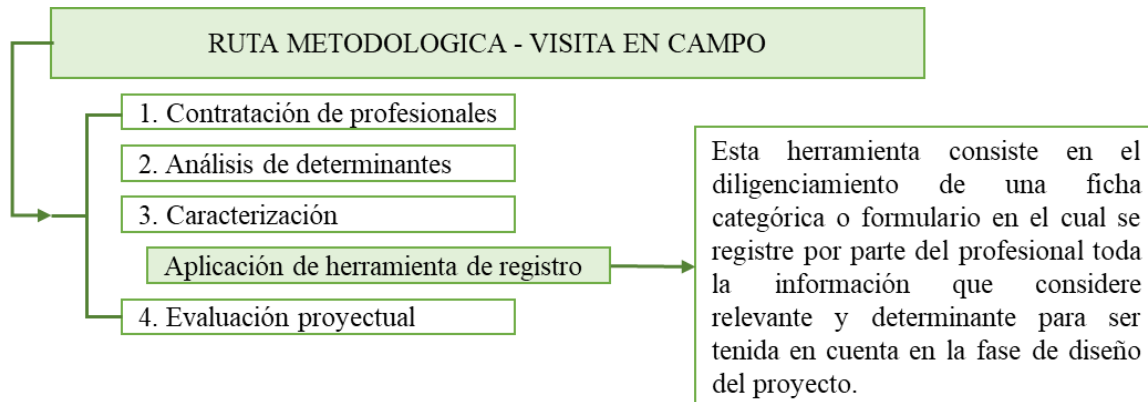 RUTA METODOLOGICA - VISITA EN CAMPO
1. Contratación de profesionales
2. Análisis de determinantes
3. Caracterización
Aplicación de herramienta de registro
4. Evaluación proyectual
Esta herramienta consiste en el
diligenciamiento de una ficha
categórica o formulario en el cual se
registre por parte del profesional toda
la información que considere
relevante y determinante para ser
tenida en cuenta en la fase de diseño
del proyecto.